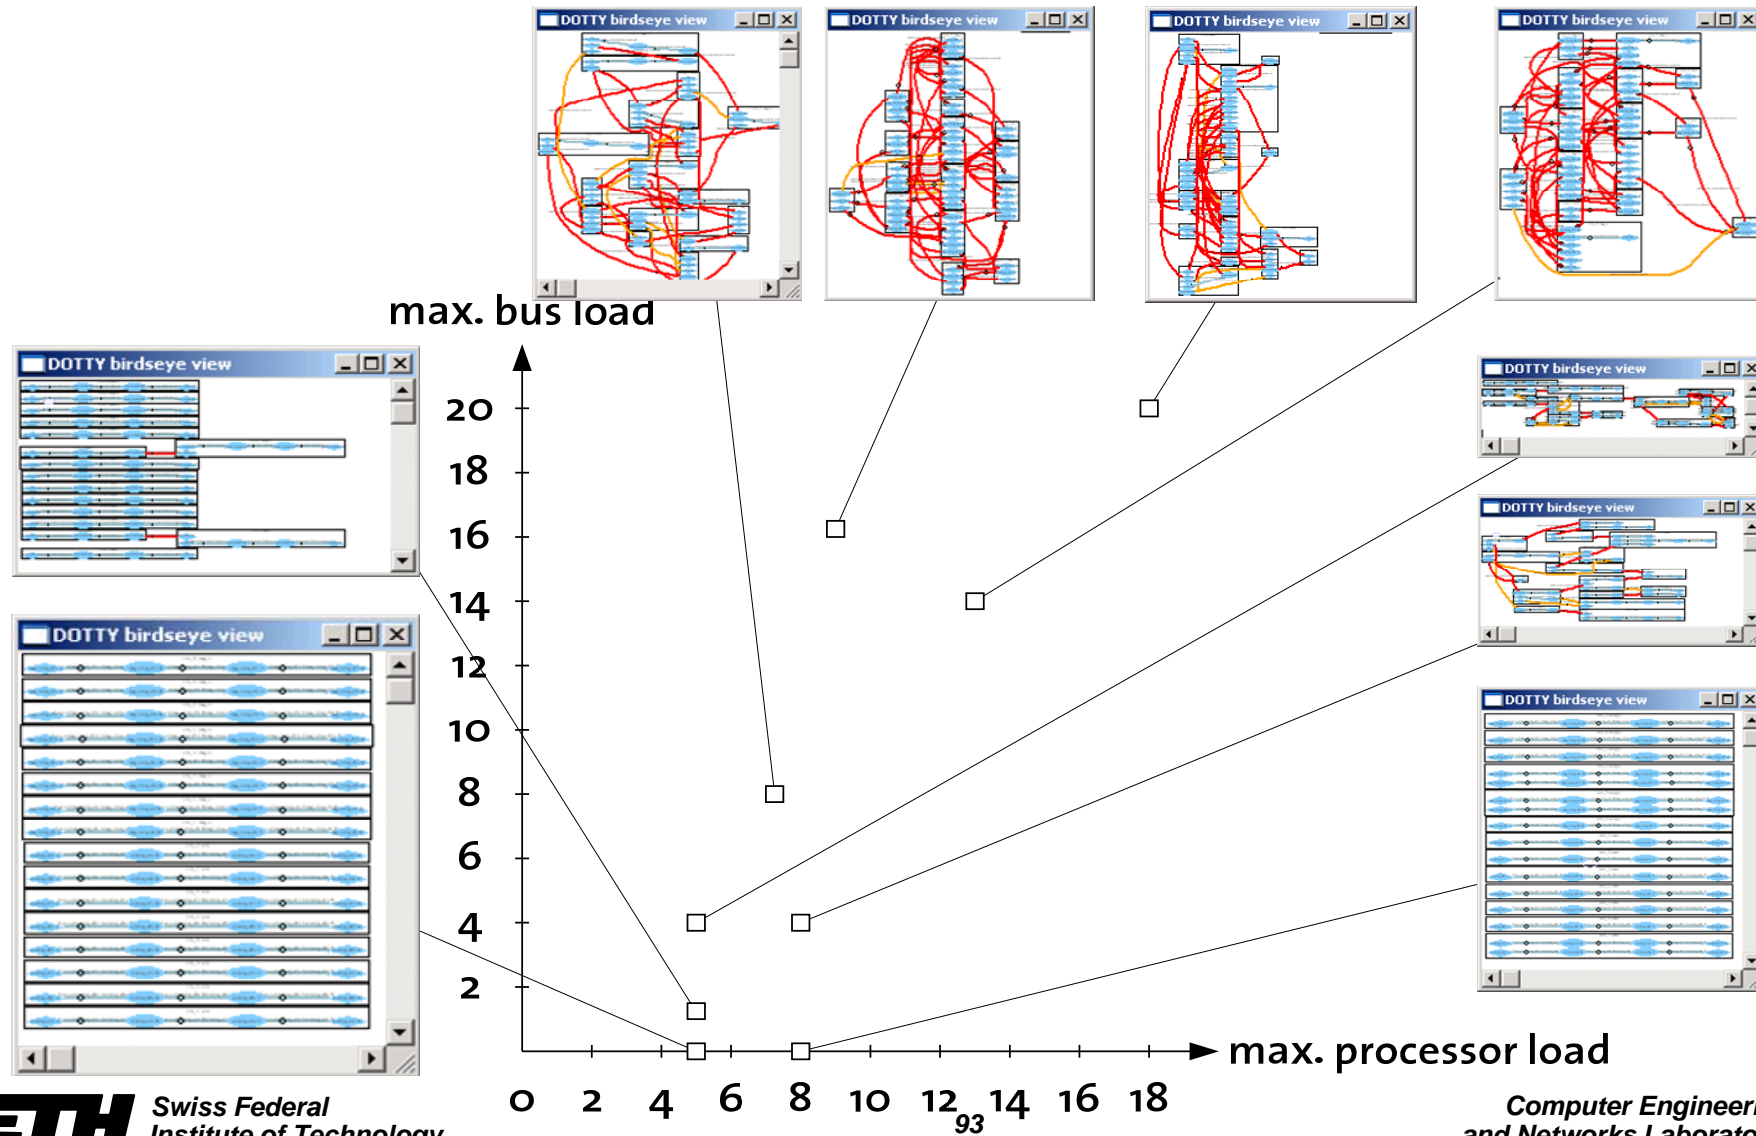 DOTTY birdseye view
DOTTY birdseye view
DOTTY birdseye view
DOTTY birdseye view
max. bus load
DOTTY birdseye view
DOTTY birdseye view
DOTTY birdseye view
DOTTY birdseye view
DOTTY birdseye view
20
18
16
14
12
10
8
6
4
2
max. processor load
0 2 4 6 8 10 12 14 16 18
93
ETH
Swiss Federal
Institute of Technology
Computer Engineeri
and Networks Laborato